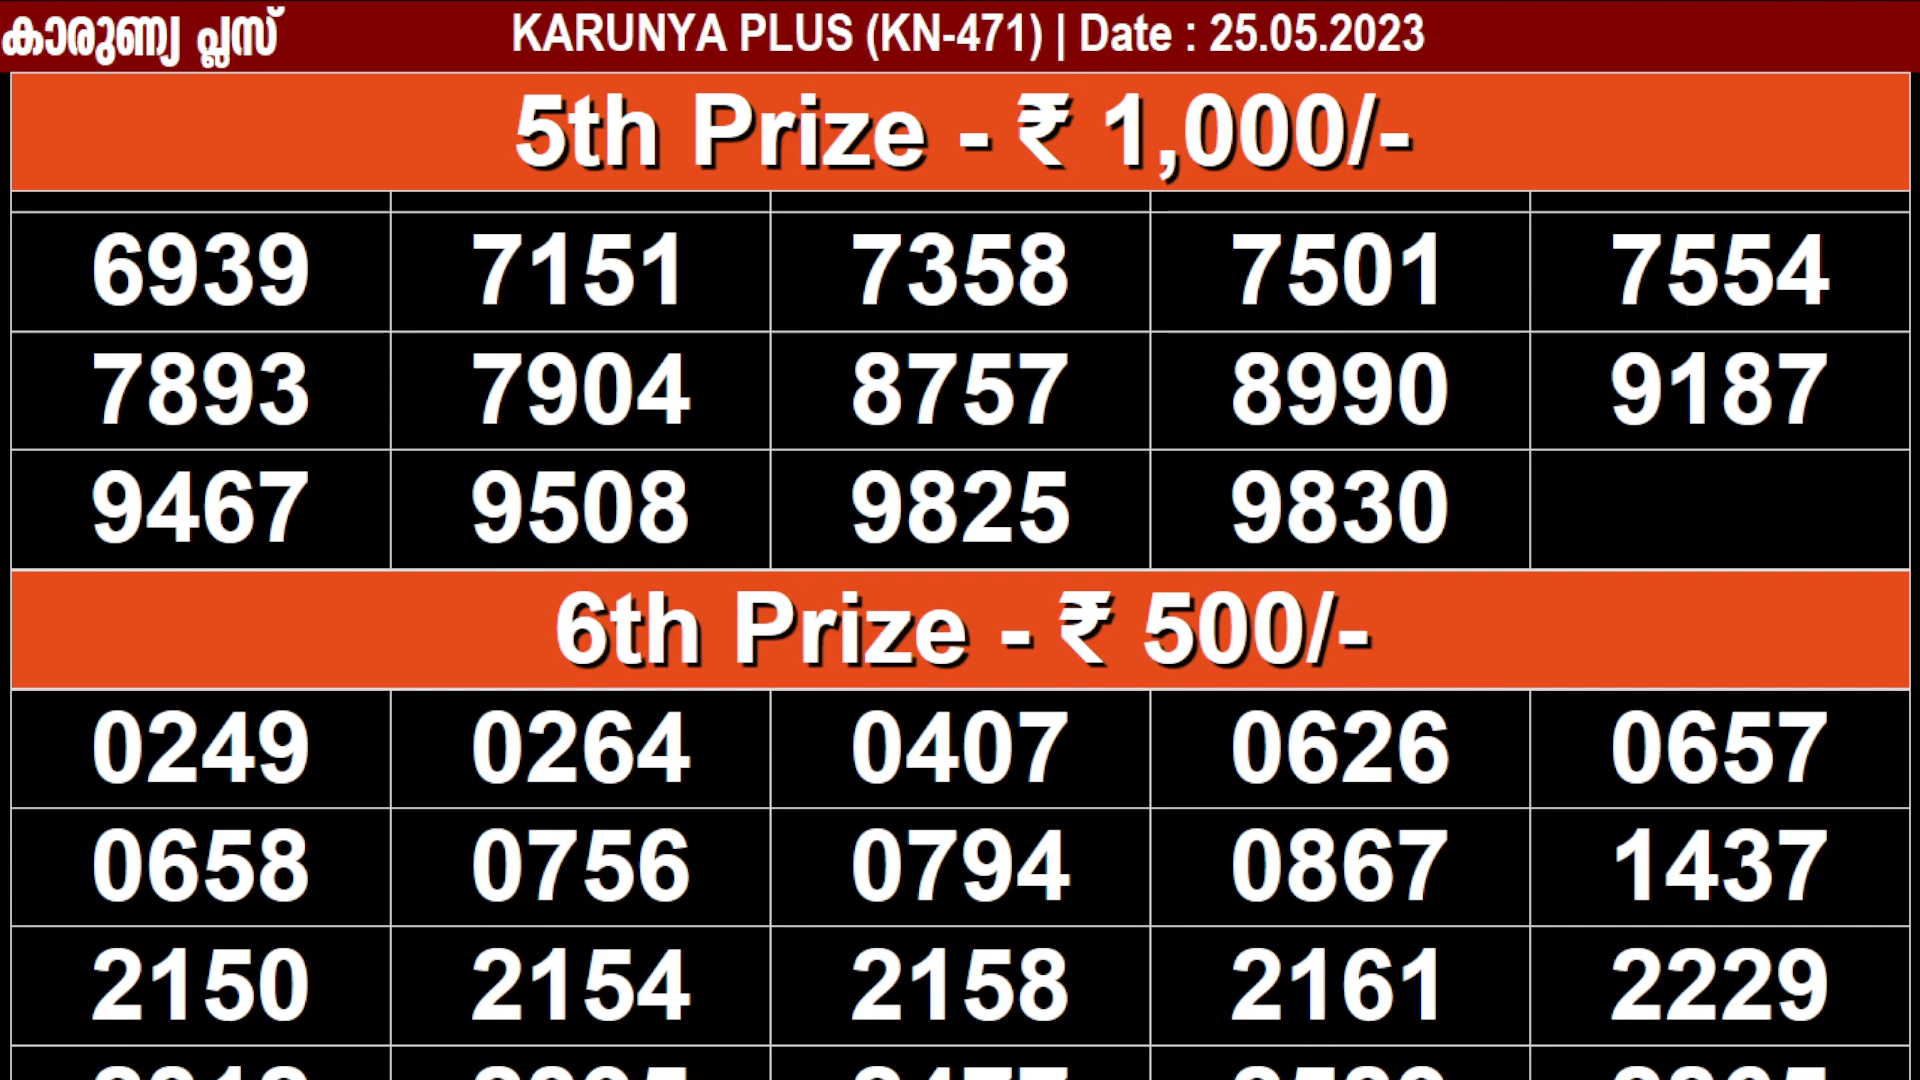 കാരുണ്യ പ്ലസ് KARUNYA PLUS (KN-471) | Date : 25.05.2023
5th Prize - ₹ 1,000/-
6939 7151 7358 7501 7554
7893 7904 8757 8990 9187
9467 9508 9825 9830
6th Prize - ₹ 500/-
0249 0264 0407 0626 0657
0658 0756 0794 0867 1437
2150 2154 2158 2161 2229